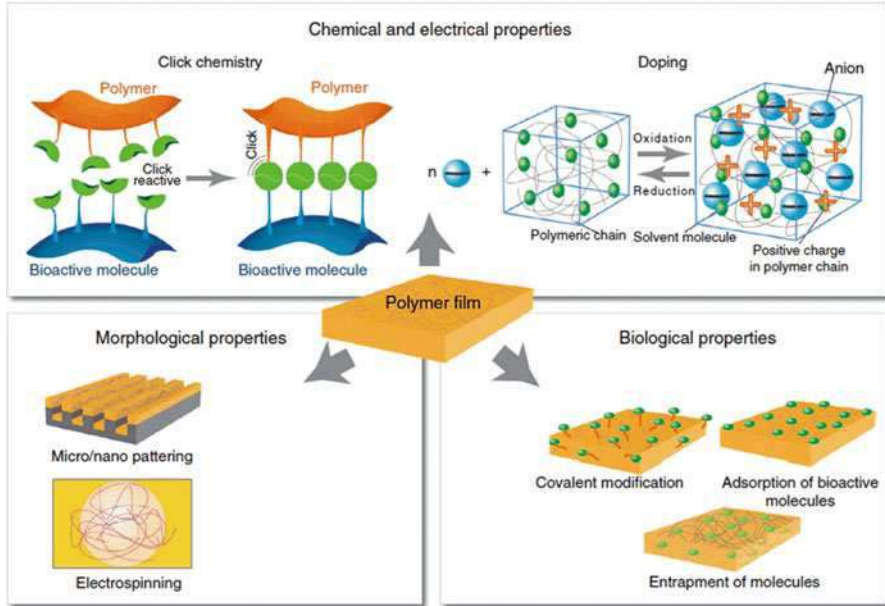 Chemical and electrical properties
Click chemistry
Polymer
Click
reactive
Bioactive molecule
Polymer
Click
Bioactive molecule
Doping
n
+
Polymeric chain
Oxidation
Reduction
Solvent molecule
Anion
Positive charge
in polymer chain
Polymer film
Morphological properties
Micro/nano pattering
Electrospinning
Biological properties
Covalent modification
Adsorption of bioactive
molecules
Entrapment of molecules